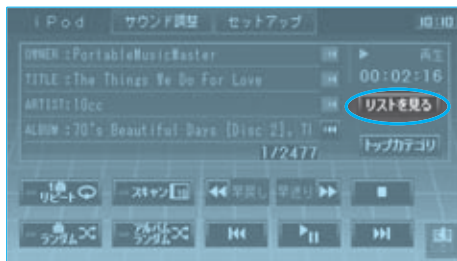 iPod サウンド調整 セットアップ 10:10
OWNER :PortableMusicMaster
再生
TITLE :The Things We Do For Love
00:02:16
ARTIST:10cc
リストを見る
ALBUM :70's Beautiful Days [Disc 2], Tl
1/2477
トップカテゴリ
1曲リピート スキャン 早戻し 早送り
1曲ランダム アルバムランダム